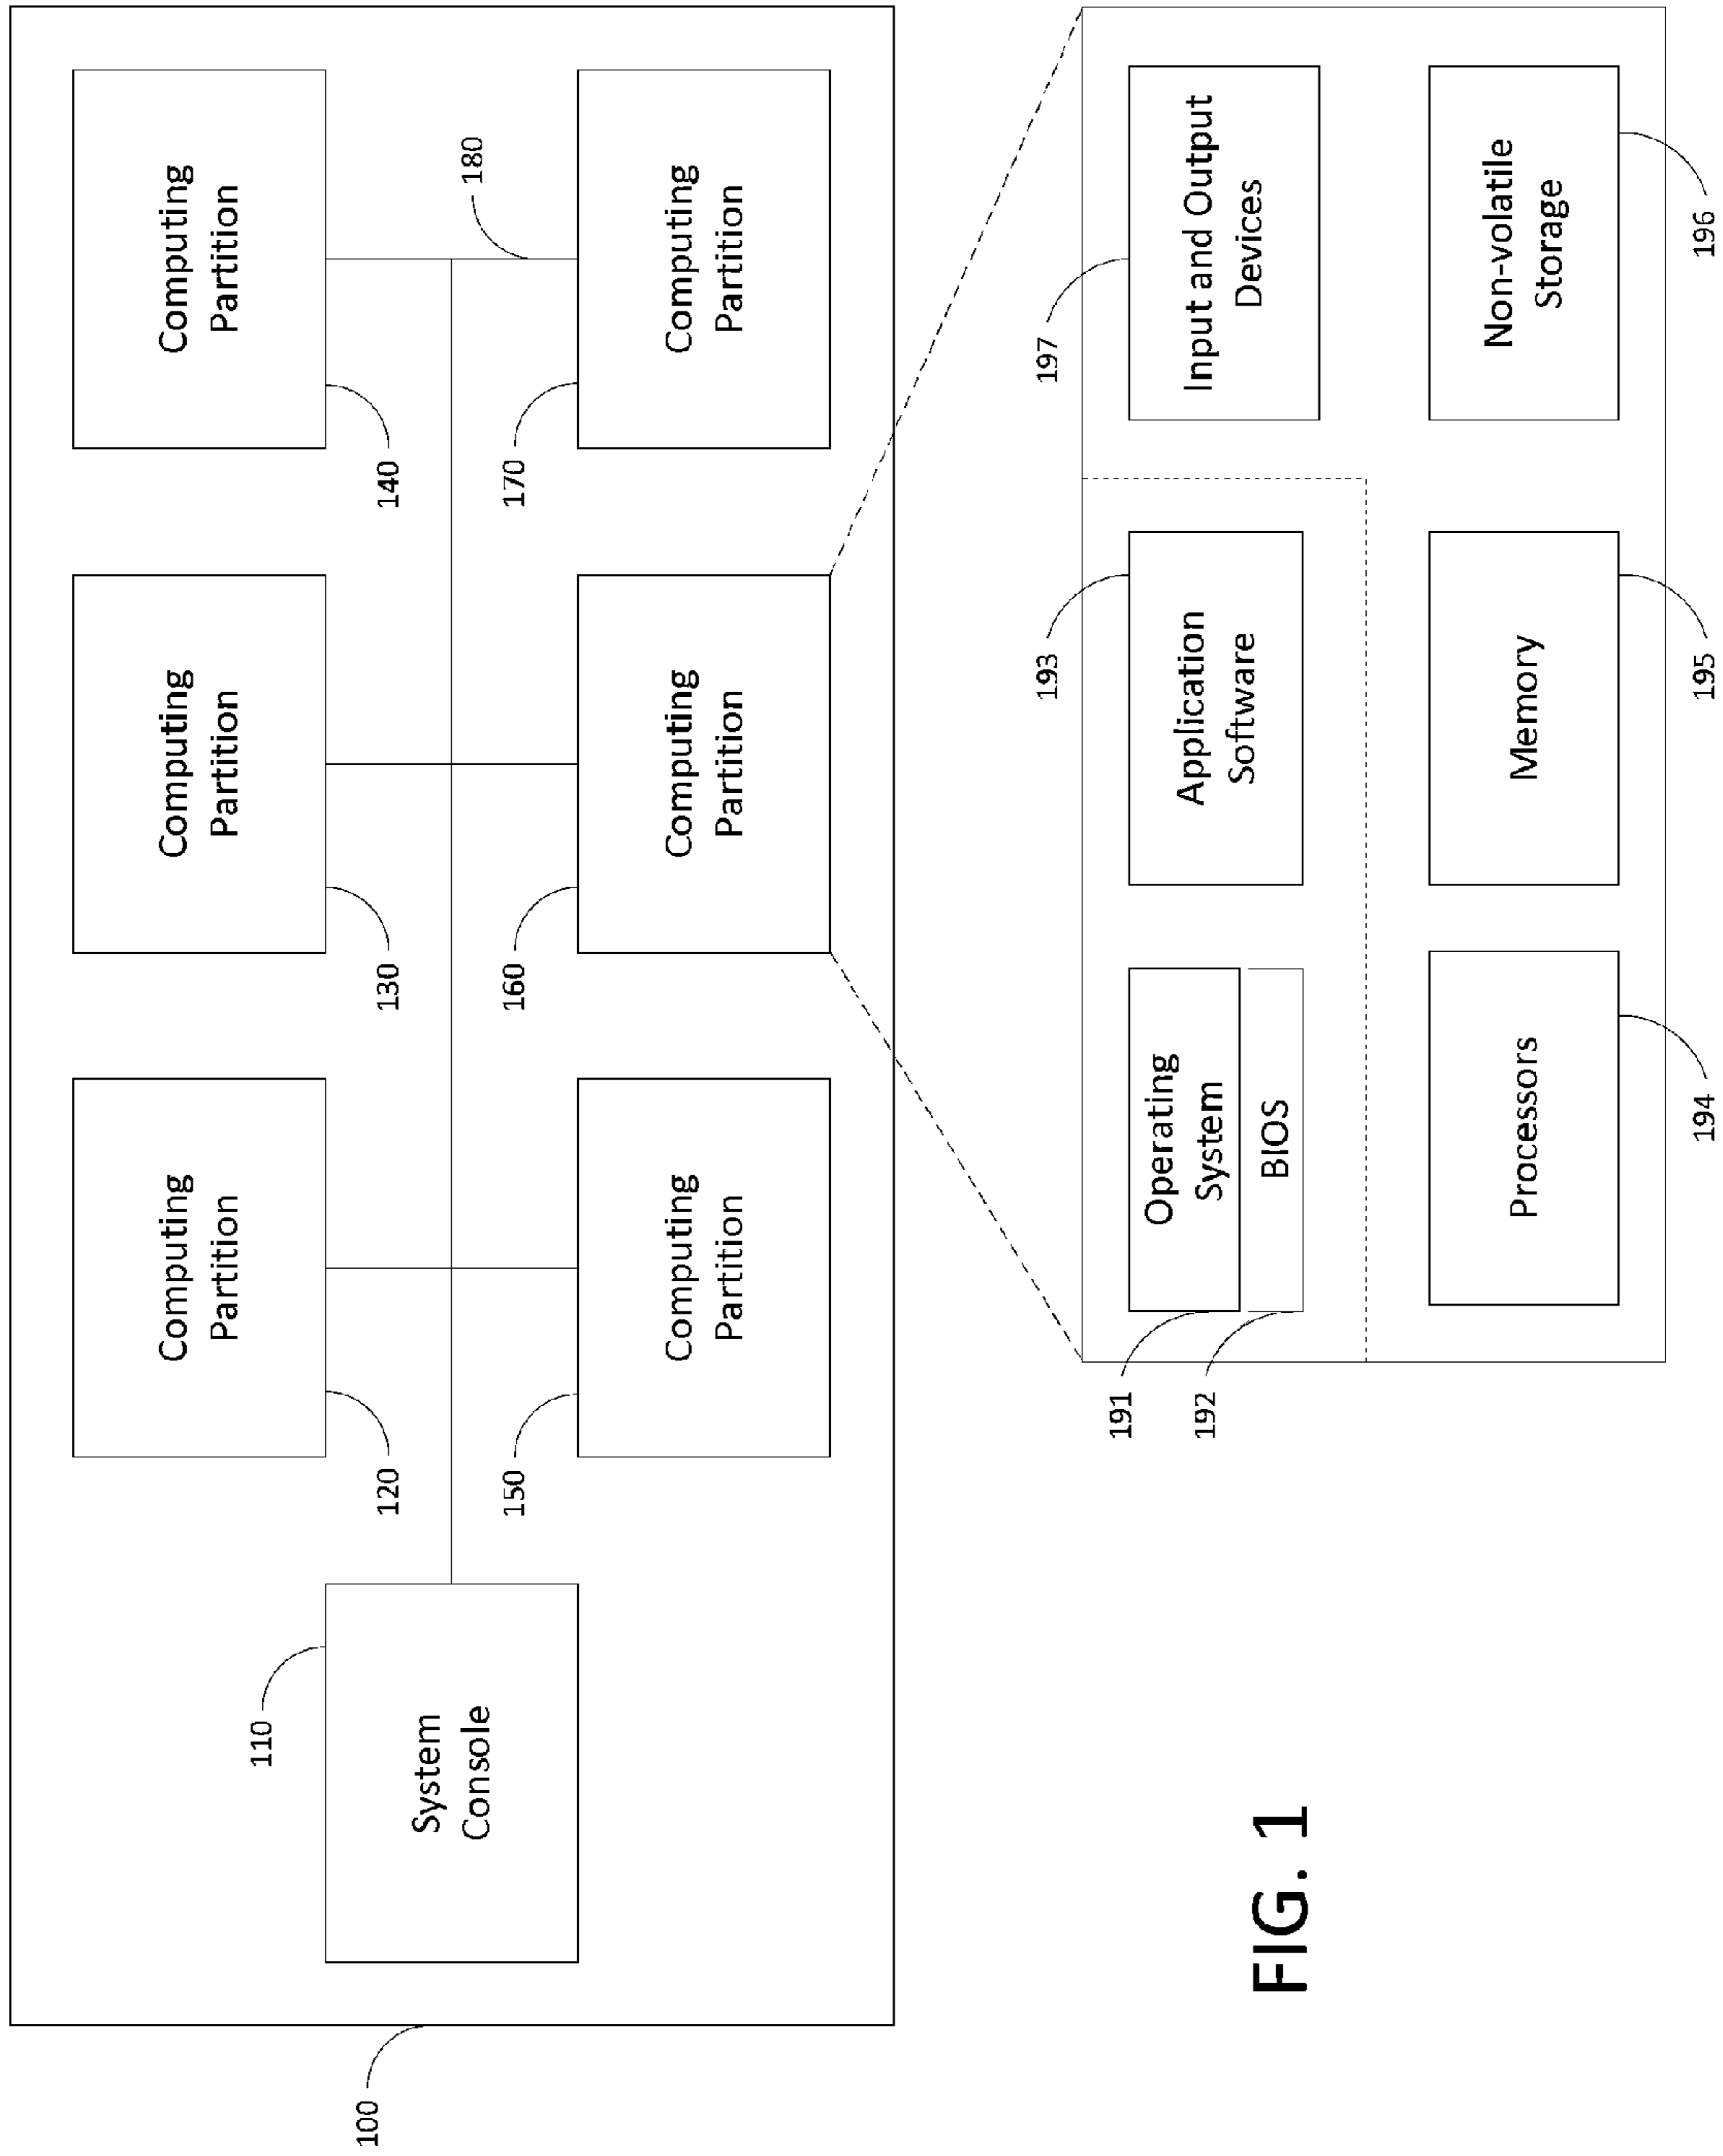 100
110
System
Console
120
Computing
Partition
130
Computing
Partition
140
Computing
Partition
150
Computing
Partition
160
Computing
Partition
170
Computing
Partition
180
191
Operating
System
192
BIOS
193
Application
Software
197
Input and Output
Devices
Processors
194
Memory
195
Non-volatile
Storage
196
FIG. 1